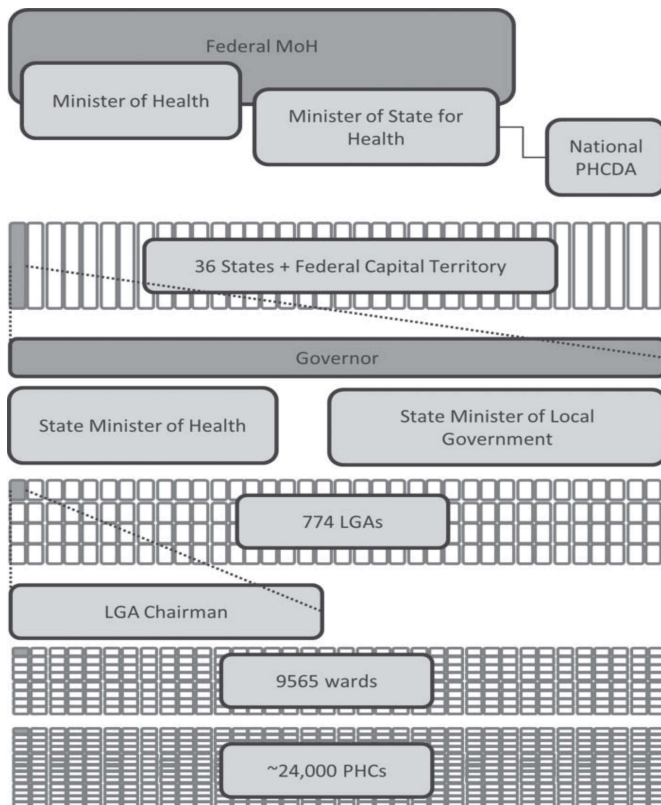 Federal MoH
Minister of Health
Minister of State for
Health
National
PHCDA
36 States + Federal Capital Territory
Governor
State Minister of Health
State Minister of Local
Government
774 LGAs
LGA Chairman
9565 wards
~24,000 PHCs